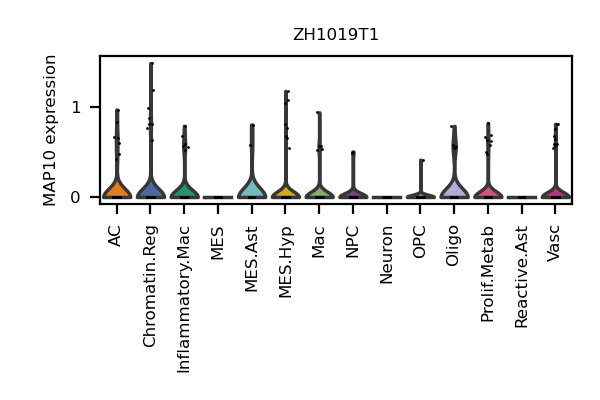 ZH1019T1
MAP10 expression
1
0
AC
Chromatin.Reg
Inflammatory.Mac
MES
MES.Ast
MES.Hyp
Mac
NPC
Neuron
OPC
Oligo
Prolif.Metab
Reactive.Ast
Vasc